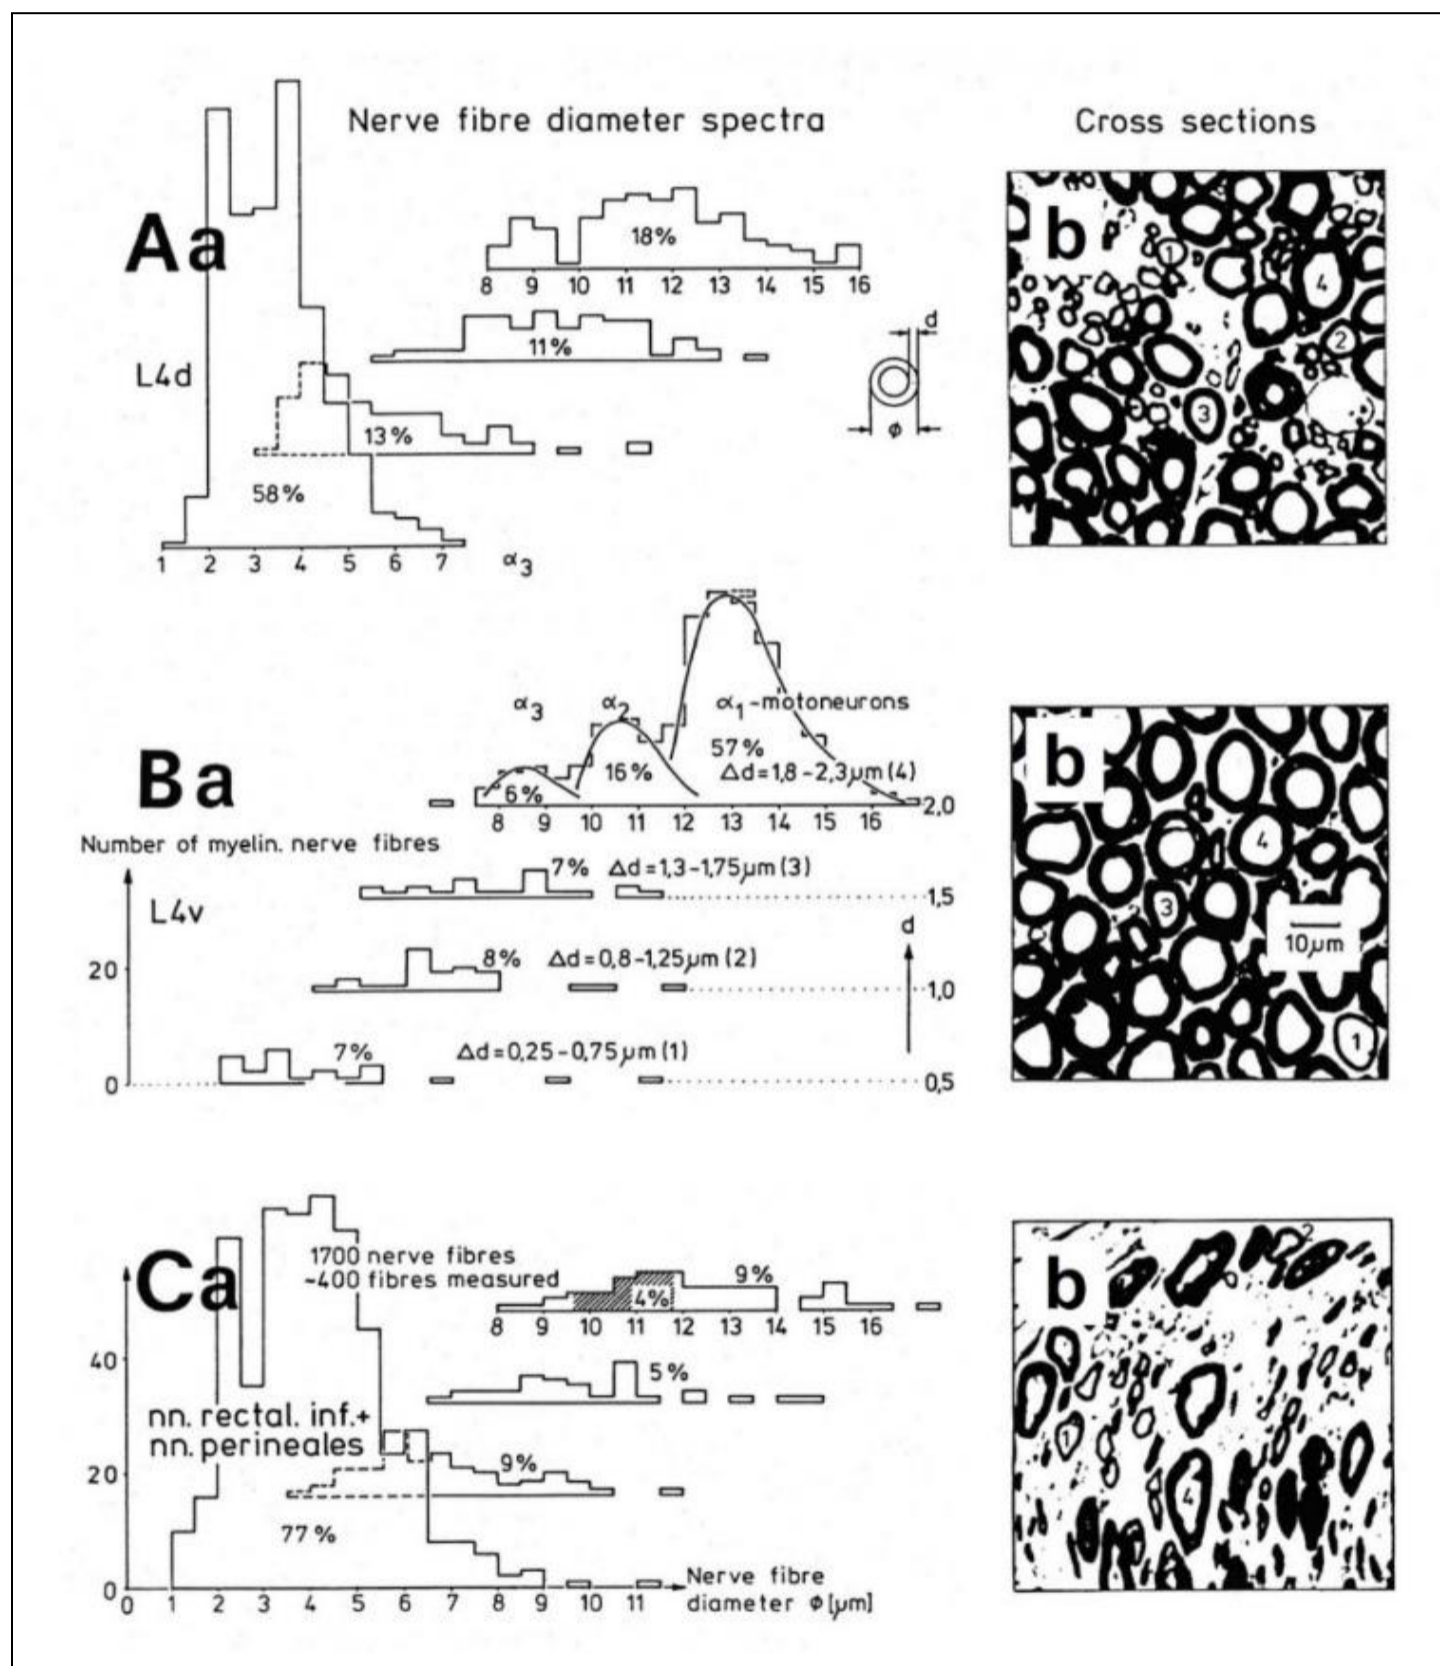 Nerve fibre diameter spectra
Cross sections
Aa
L4d
18%
8 9 10 11 12 13 14 15 16
11%
13%
58%
1 2 3 4 5 6 7
d
ϕ
α3
b
1
4
2
3
Ba
α3
α2
α1-motoneurons
57%
16%
6%
Δd=1,8-2,3μm(4)
8 9 10 11 12 13 14 15 16
2,0
Number of myelin. nerve fibres
L4v
7% Δd=1,3-1,75μm(3)
1,5
d
20
8% Δd=0,8-1,25μm(2)
1,0
7% Δd=0,25-0,75μm(1)
0
0,5
b
4
3
10μm
1
Ca
1700 nerve fibres
~400 fibres measured
9%
4%
8 9 10 11 12 13 14 15 16
40
5%
nn. rectal. inf.+
nn. perineales
20
9%
77%
0
0 1 2 3 4 5 6 7 8 9 10 11
Nerve fibre
diameter ϕ [μm]
b
2
1
4